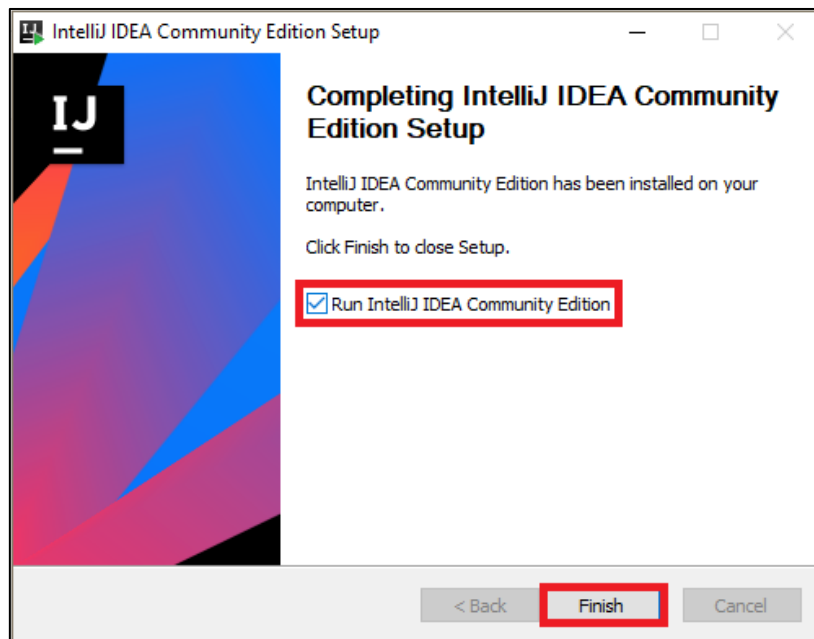 IntelliJ IDEA Community Edition Setup
IJ
Completing IntelliJ IDEA Community
Edition Setup
IntelliJ IDEA Community Edition has been installed on your
computer.
Click Finish to close Setup.
Run IntelliJ IDEA Community Edition
< Back
Finish
Cancel